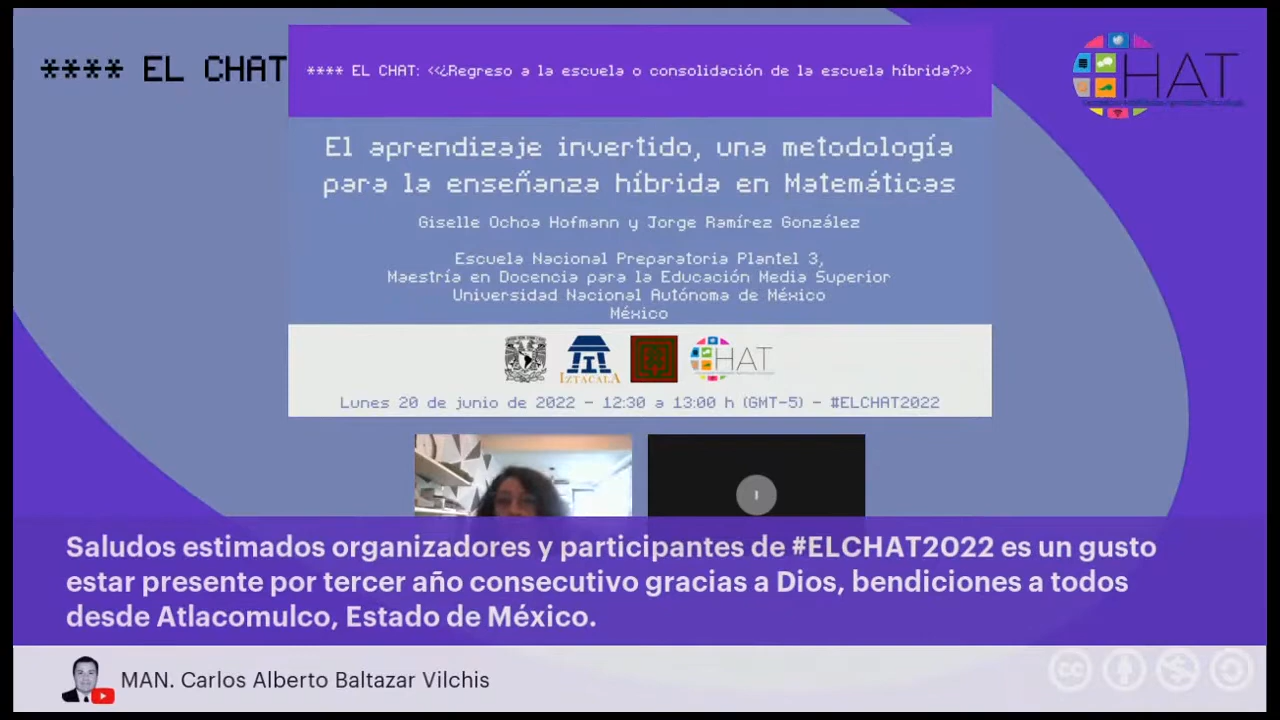 **** EL CHAT
**** EL CHAT: <<¿Regreso a la escuela o consolidación de la escuela híbrida?>>
HAT
El aprendizaje invertido, una metodología
para la enseñanza híbrida en Matemáticas
Giselle Ochoa Hofmann y Jorge Ramírez González
Escuela Nacional Preparatoria Plantel 3,
Maestría en Docencia para la Educación Media Superior
Universidad Nacional Autónoma de México
México
IZTACALA
HAT
Lunes 20 de junio de 2022 - 12:30 a 13:00 h (GMT-5) - #ELCHAT2022
Saludos estimados organizadores y participantes de #ELCHAT2022 es un gusto
estar presente por tercer año consecutivo gracias a Dios, bendiciones a todos
desde Atlacomulco, Estado de México.
MAN. Carlos Alberto Baltazar Vilchis
cc